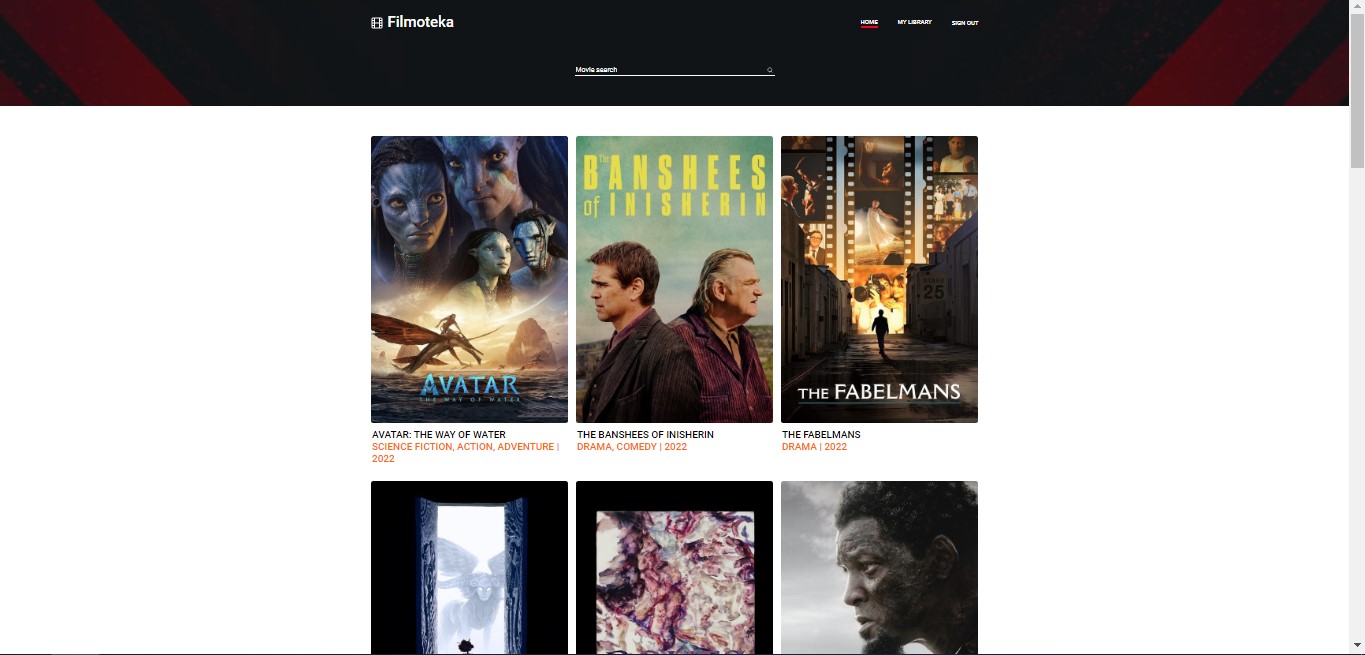 Filmoteka
HOME
MY LIBRARY
SIGN OUT
Movie search
The
BANSHEES
of INISHERIN
25
AVATAR
THE WAY OF WATER
THE FABELMANS
AVATAR: THE WAY OF WATER
SCIENCE FICTION, ACTION, ADVENTURE |
2022
THE BANSHEES OF INISHERIN
DRAMA, COMEDY | 2022
THE FABELMANS
DRAMA | 2022